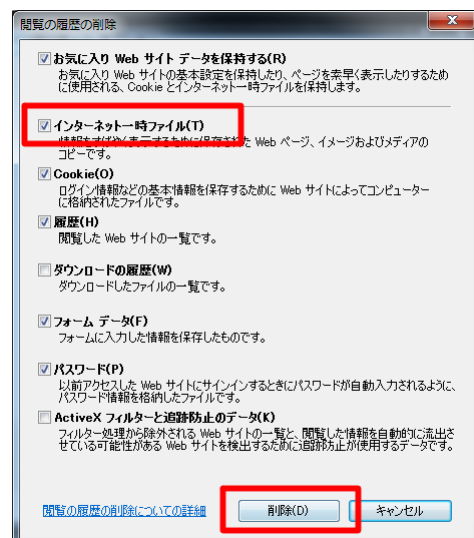 閲覧の履歴の削除
お気に入り Web サイト データを保持する(R)
お気に入り Web サイトの基本設定を保持したり、ページを素早く表示したりするため
に使用される、Cookie とインターネット一時ファイルを保持します。
インターネット一時ファイル(T)
情報をすばやく表示するために保存された Web ページ、イメージおよびメディアの
コピーです。
Cookie(O)
ログイン情報などの基本情報を保存するために Web サイトによってコンピューター
に格納されたファイルです。
履歴(H)
閲覧した Web サイトの一覧です。
ダウンロードの履歴(W)
ダウンロードしたファイルの一覧です。
フォーム データ(F)
フォームに入力した情報を保存したものです。
パスワード(P)
以前アクセスした Web サイトにサインインするときにパスワードが自動入力されるように、
パスワード情報を格納したファイルです。
ActiveX フィルターと追跡防止のデータ(K)
フィルター処理から除外される Web サイトの一覧と、閲覧した情報を自動的に流出さ
せている可能性がある Web サイトを検出するために追跡防止が使用するデータです。
閲覧の履歴の削除についての詳細 削除(D) キャンセル